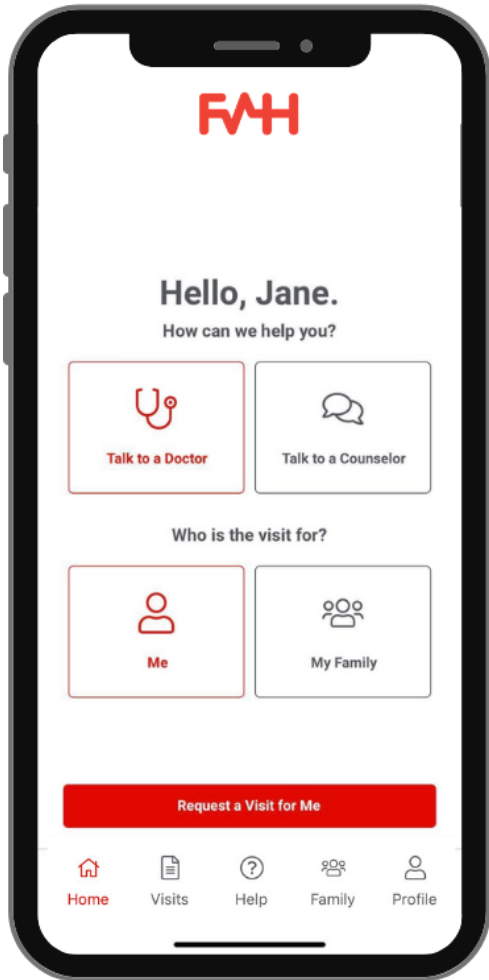 FAH
Hello, Jane.
How can we help you?
Talk to a Doctor
Talk to a Counselor
Who is the visit for?
Me
My Family
Request a Visit for Me
Home
Visits
Help
Family
Profile